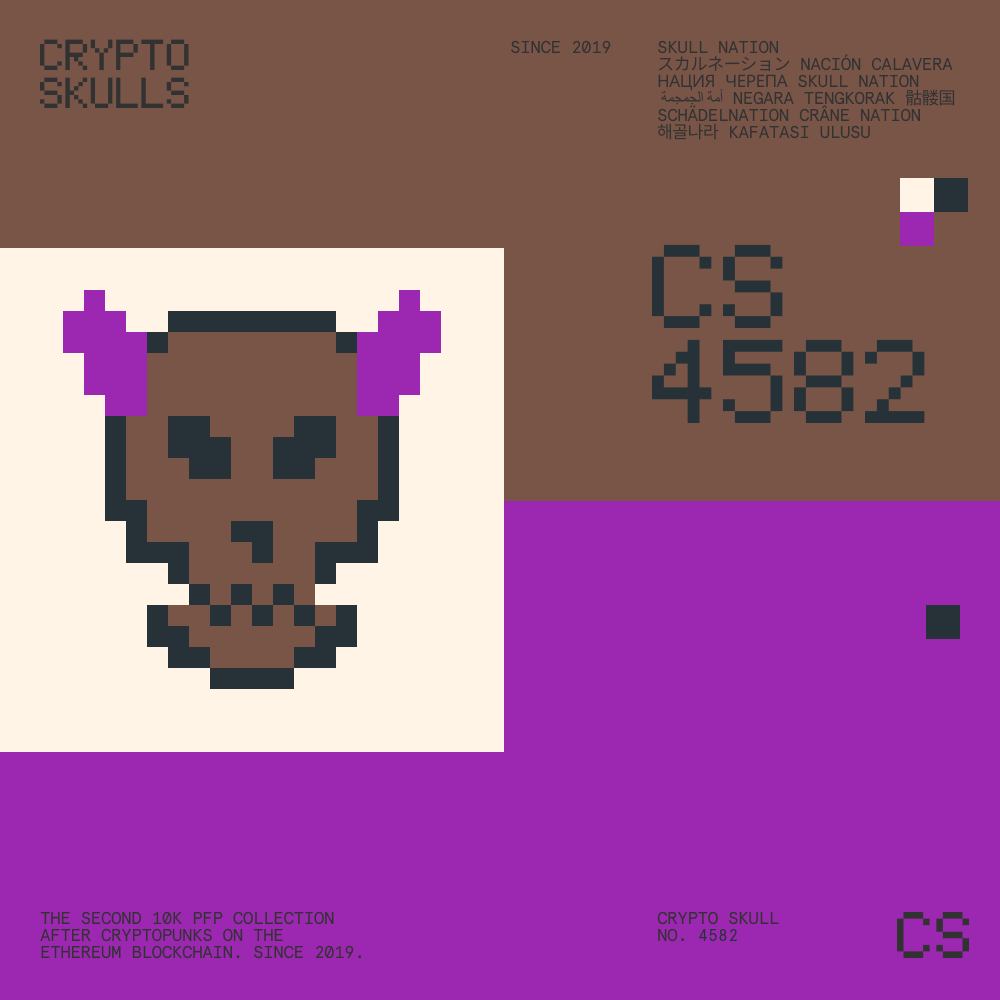 CRYPTO
SKULLS
SINCE 2019
SKULL NATION
スカルネーション NACIÓN CALAVERA
НАЦИЯ ЧЕРЕПА SKULL NATION
أمة الجمجمة NEGARA TENGKORAK 骷髅国
SCHÄDELNATION CRÂNE NATION
해골나라 KAFATASI ULUSU
CS
4582
THE SECOND 10K PFP COLLECTION
AFTER CRYPTOPUNKS ON THE
ETHEREUM BLOCKCHAIN. SINCE 2019.
CRYPTO SKULL
NO. 4582
CS